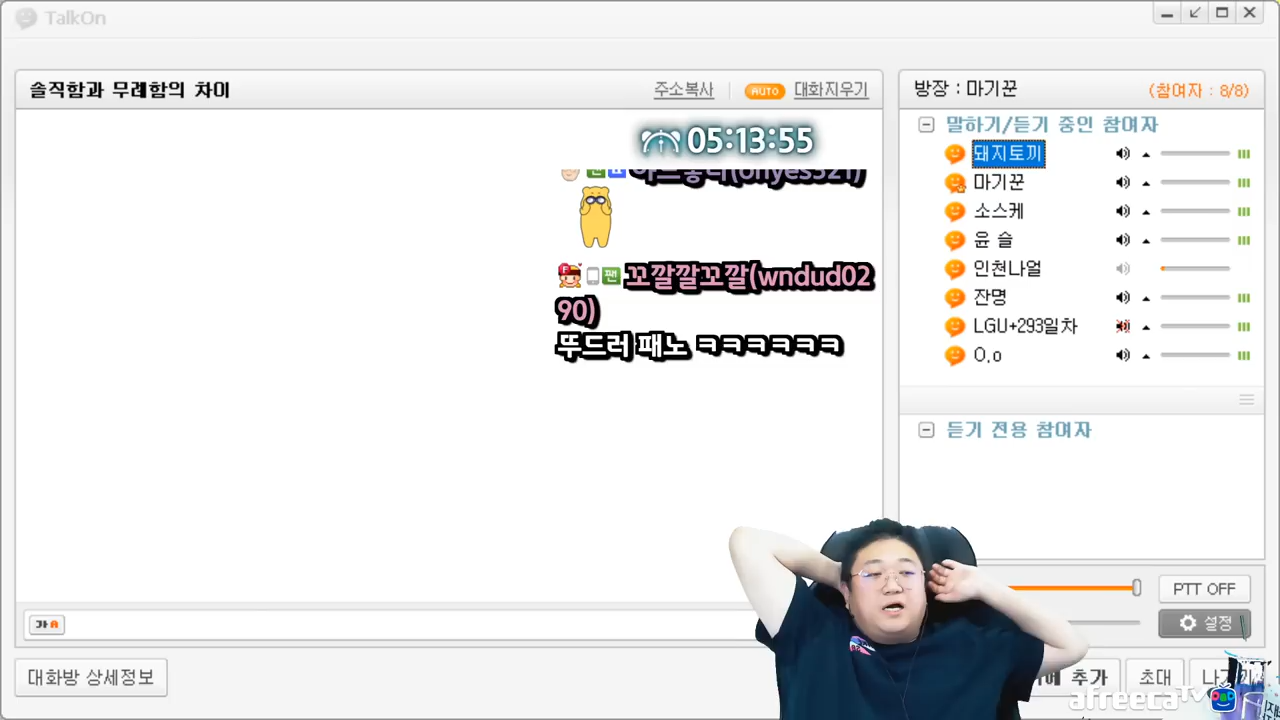 TalkOn
솔직함과 무례함의 차이
주소복사
AUTO
대화지우기
05:13:55
팬
꼬깔깔꼬깔(wndud02
90)
뚜드러 패노 ㅋㅋㅋㅋㅋㅋ
방장 : 마기꾼
(참여자 : 8/8)
말하기/듣기 중인 참여자
돼지토끼
마기꾼
소스케
윤 슬
인천나얼
잔명
LGU+293일차
O.o
듣기 전용 참여자
PTT OFF
설정
가A
대화방 상세정보
추가
초대
afreecaTV